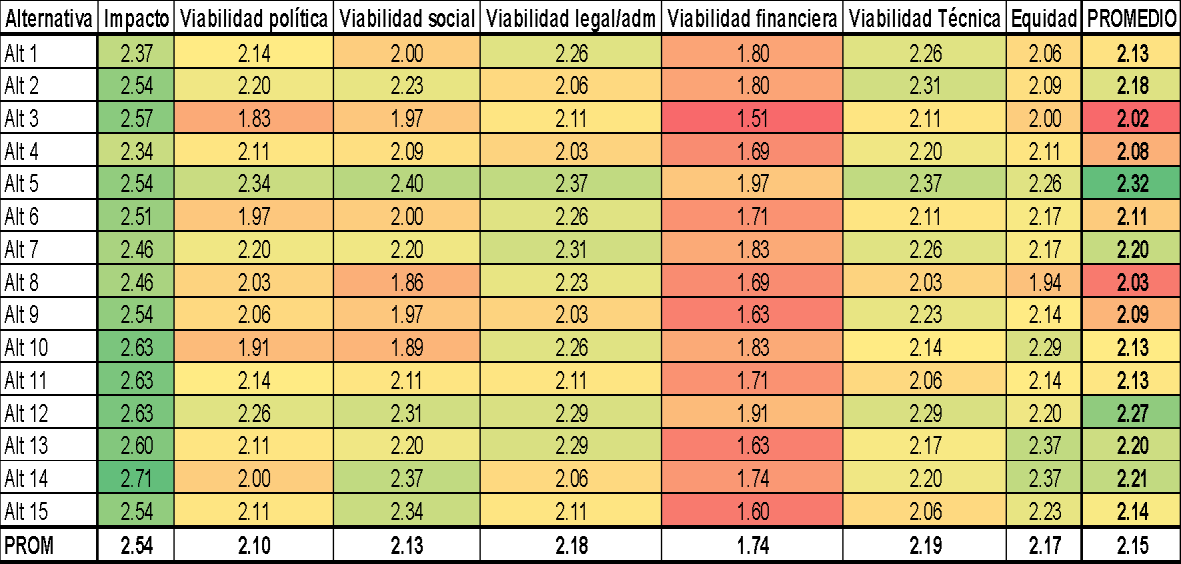 Alternativa Impacto Viabilidad política Viabilidad social Viabilidad legal/adm Viabilidad financiera Viabilidad Técnica Equidad PROMEDIO
Alt 1 2.37 2.14 2.00 2.26 1.80 2.26 2.06 2.13
Alt 2 2.54 2.20 2.23 2.06 1.80 2.31 2.09 2.18
Alt 3 2.57 1.83 1.97 2.11 1.51 2.11 2.00 2.02
Alt 4 2.34 2.11 2.09 2.03 1.69 2.20 2.11 2.08
Alt 5 2.54 2.34 2.40 2.37 1.97 2.37 2.26 2.32
Alt 6 2.51 1.97 2.00 2.26 1.71 2.11 2.17 2.11
Alt 7 2.46 2.20 2.20 2.31 1.83 2.26 2.17 2.20
Alt 8 2.46 2.03 1.86 2.23 1.69 2.03 1.94 2.03
Alt 9 2.54 2.06 1.97 2.03 1.63 2.23 2.14 2.09
Alt 10 2.63 1.91 1.89 2.26 1.83 2.14 2.29 2.13
Alt 11 2.63 2.14 2.11 2.11 1.71 2.06 2.14 2.13
Alt 12 2.63 2.26 2.31 2.29 1.91 2.29 2.20 2.27
Alt 13 2.60 2.11 2.20 2.29 1.63 2.17 2.37 2.20
Alt 14 2.71 2.00 2.37 2.06 1.74 2.20 2.37 2.21
Alt 15 2.54 2.11 2.34 2.11 1.60 2.06 2.23 2.14
PROM 2.54 2.10 2.13 2.18 1.74 2.19 2.17 2.15